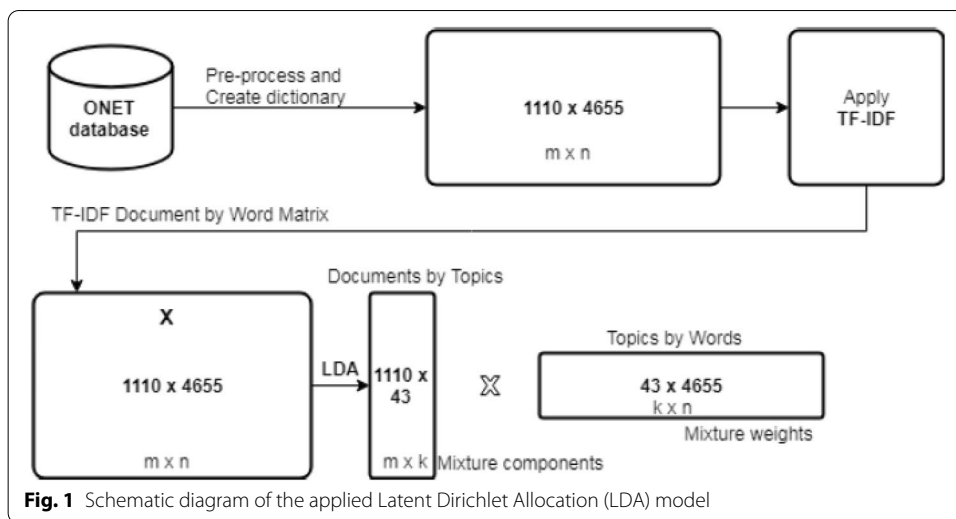 ONET
database
Pre-process and
Create dictionary
1110 x 4655
m x n
Apply
TF-IDF
TF-IDF Document by Word Matrix
X
1110 x 4655
m x n
LDA
Documents by Topics
1110 x
43
m x k
Mixture components
X
Topics by Words
43 x 4655
k x n
Mixture weights
Fig. 1 Schematic diagram of the applied Latent Dirichlet Allocation (LDA) model